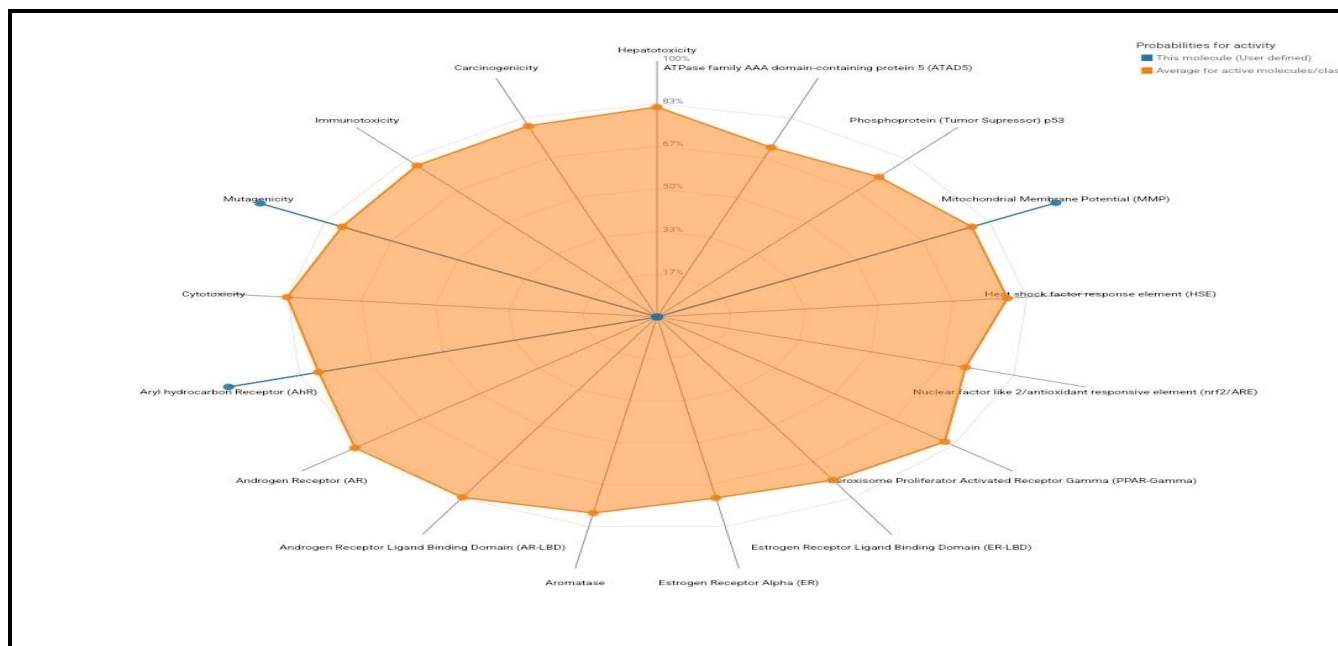 Hepatotoxicity
100%
ATPase family AAA domain-containing protein 5 (ATAD5)
Carcinogenicity
Probabilities for activity
This molecule (User defined)
Average for active molecules/clas
83%
Immunotoxicity
Phosphoprotein (Tumor Supressor) p53
67%
50%
Mutagenicity
Mitochondrial Membrane Potential (MMP)
33%
17%
Cytotoxicity
Heat shock factor response element (HSE)
Aryl hydrocarbon Receptor (AhR)
Nuclear factor like 2/antioxidant responsive element (nrf2/ARE)
Androgen Receptor (AR)
eroxisome Proliferator Activated Receptor Gamma (PPAR-Gamma)
Androgen Receptor Ligand Binding Domain (AR-LBD)
Estrogen Receptor Ligand Binding Domain (ER-LBD)
Aromatase
Estrogen Receptor Alpha (ER)